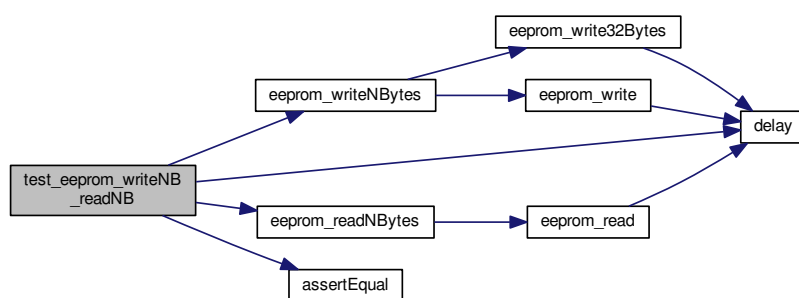 eeprom_write32Bytes
eeprom_writeNBytes
eeprom_write
delay
test_eeprom_writeNB
_readNB
eeprom_readNBytes
eeprom_read
assertEqual